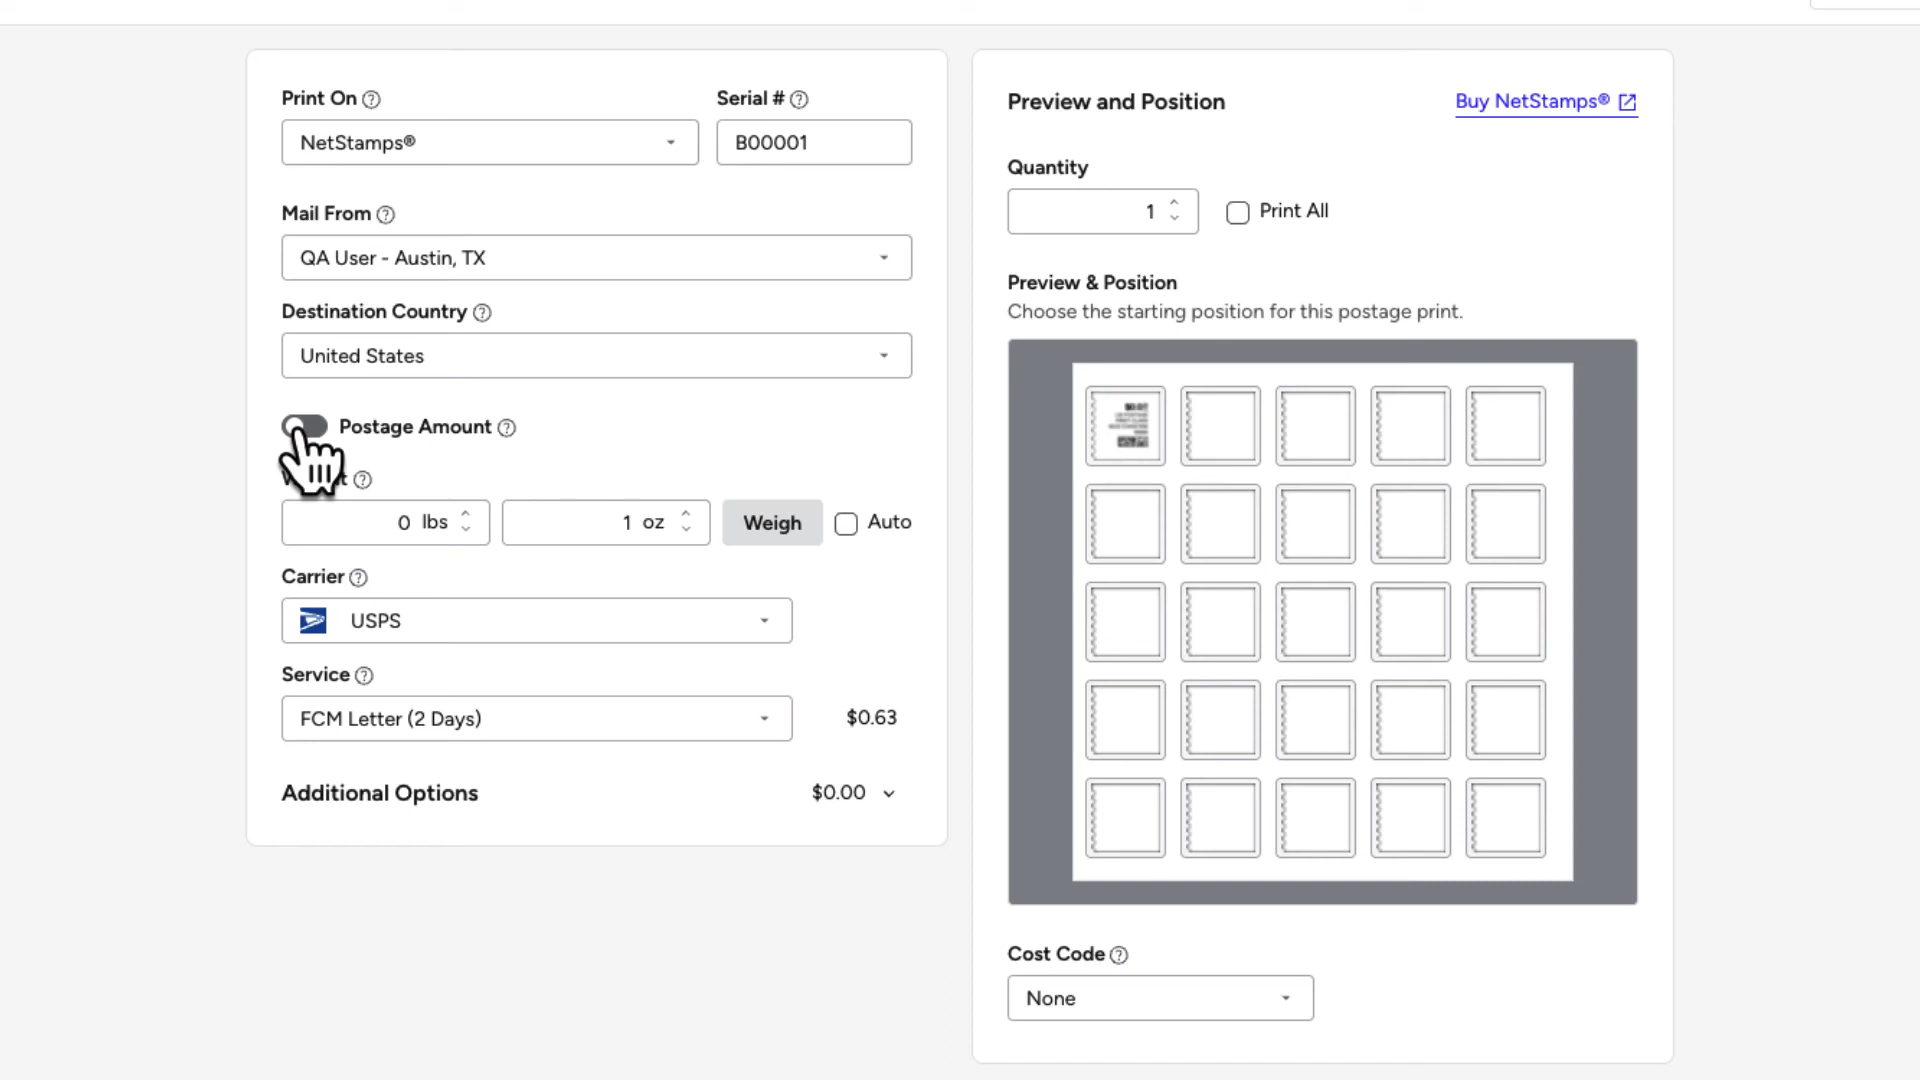 Print On
Serial #
NetStamps®
B00001
Mail From
QA User - Austin, TX
Destination Country
United States
Postage Amount
0 lbs
1 oz
Weigh
Auto
Carrier
USPS
Service
FCM Letter (2 Days)
$0.63
Additional Options
$0.00
Preview and Position
Buy NetStamps®
Quantity
1
Print All
Preview & Position
Choose the starting position for this postage print.
Cost Code
None